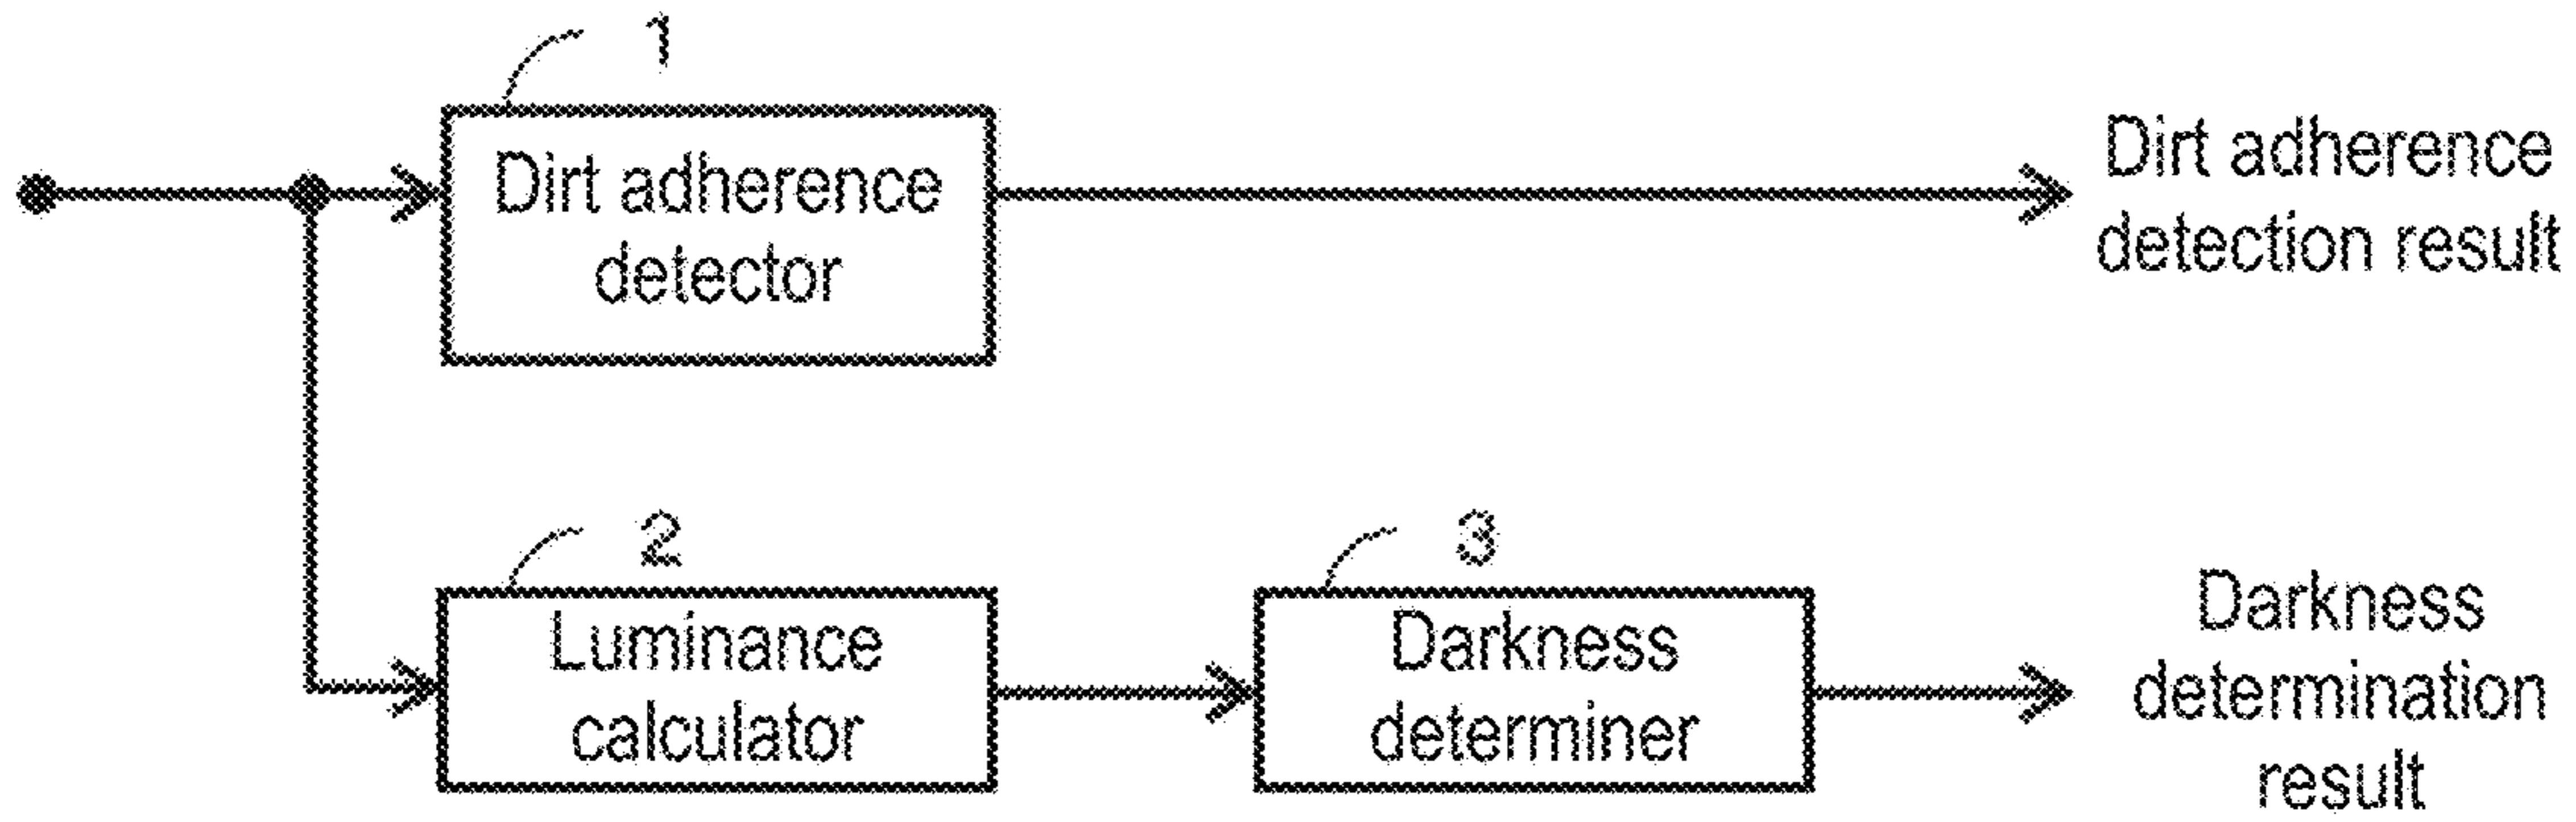 1
Dirt adherence
detector
Dirt adherence
detection result
2
Luminance
calculator
3
Darkness
determiner
Darkness
determination
result